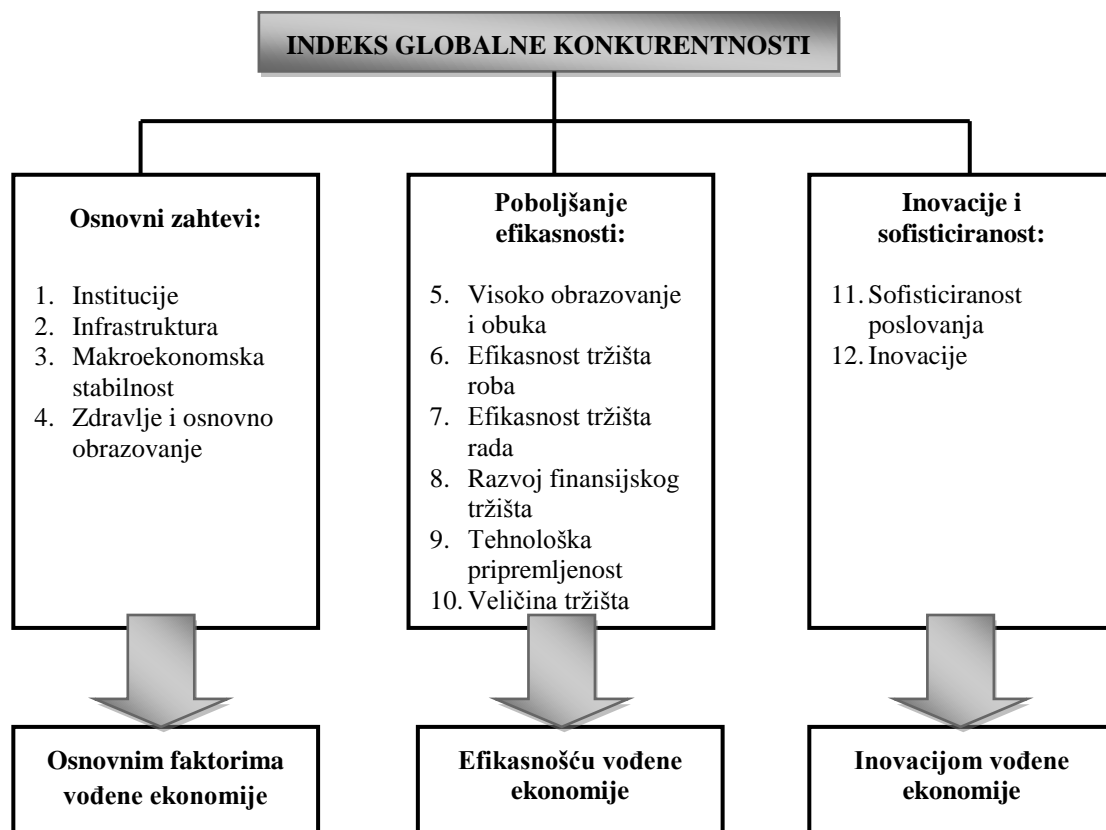 INDEKS GLOBALNE KONKURENTNOSTI
Osnovni zahtevi:
1. Institucije
2. Infrastruktura
3. Makroekonomska
stabilnost
4. Zdravlje i osnovno
obrazovanje
Poboljšanje
efikasnosti:
5. Visoko obrazovanje
i obuka
6. Efikasnost tržišta
roba
7. Efikasnost tržišta
rada
8. Razvoj finansijskog
tržišta
9. Tehnološka
pripremljenost
10. Veličina tržišta
Inovacije i
sofisticiranost:
11. Sofisticiranost
poslovanja
12. Inovacije
Osnovnim faktorima
vođene ekonomije
Efikasnošću vođene
ekonomije
Inovacijom vođene
ekonomije